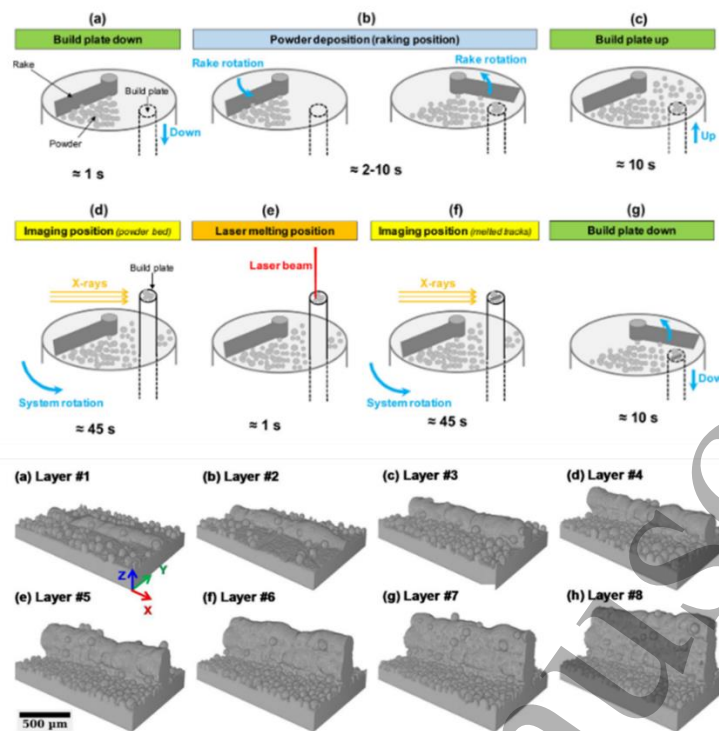 (a)
Build plate down
Rake
Build plate
Powder
Down
≈ 1 s
(b)
Powder deposition (raking position)
Rake rotation
Rake rotation
≈ 2-10 s
(c)
Build plate up
Up
≈ 10 s
(d)
Imaging position (powder bed)
X-rays
Build plate
System rotation
≈ 45 s
(e)
Laser melting position
Laser beam
≈ 1 s
(f)
Imaging position (melted tracks)
X-rays
System rotation
≈ 45 s
(g)
Build plate down
Dow
≈ 10 s
(a) Layer #1
(b) Layer #2
(c) Layer #3
(d) Layer #4
Z
Y
X
(e) Layer #5
(f) Layer #6
(g) Layer #7
(h) Layer #8
500 μm